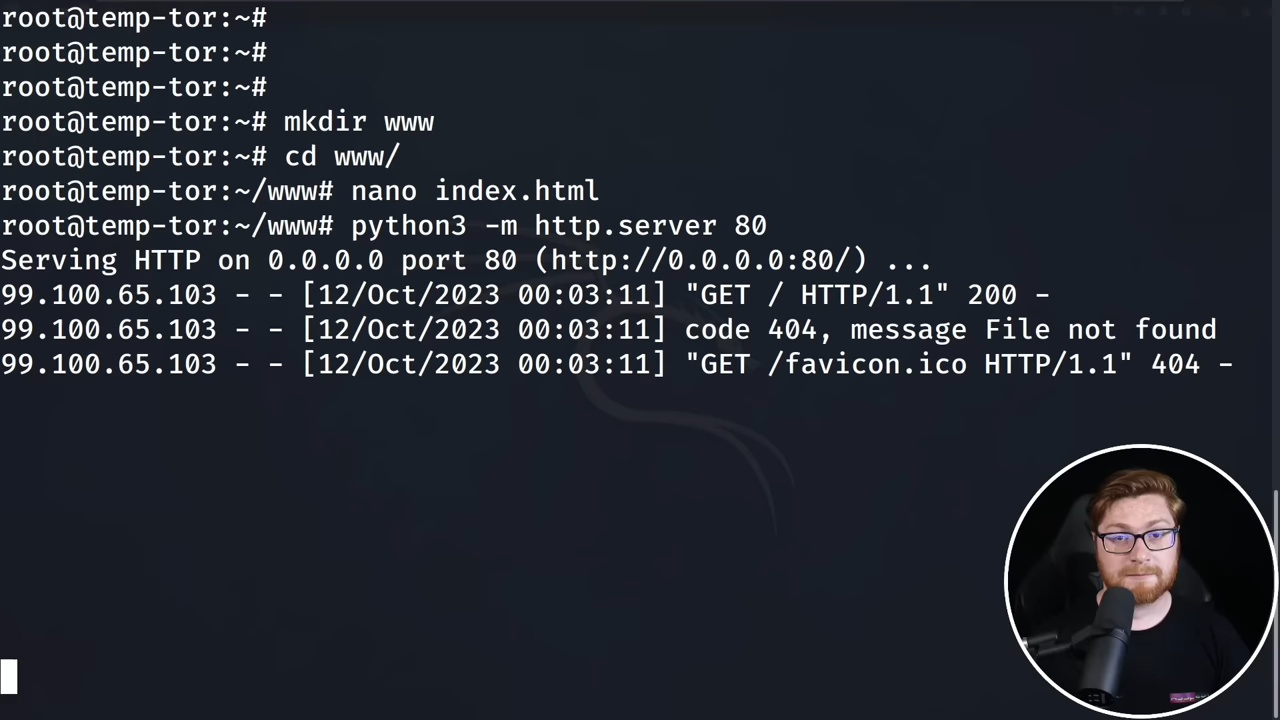 root@temp-tor:~#
root@temp-tor:~#
root@temp-tor:~#
root@temp-tor:~# mkdir www
root@temp-tor:~# cd www/
root@temp-tor:~/www# nano index.html
root@temp-tor:~/www# python3 -m http.server 80
Serving HTTP on 0.0.0.0 port 80 (http://0.0.0.0:80/) ...
99.100.65.103 - - [12/Oct/2023 00:03:11] "GET / HTTP/1.1" 200 -
99.100.65.103 - - [12/Oct/2023 00:03:11] code 404, message File not found
99.100.65.103 - - [12/Oct/2023 00:03:11] "GET /favicon.ico HTTP/1.1" 404 -